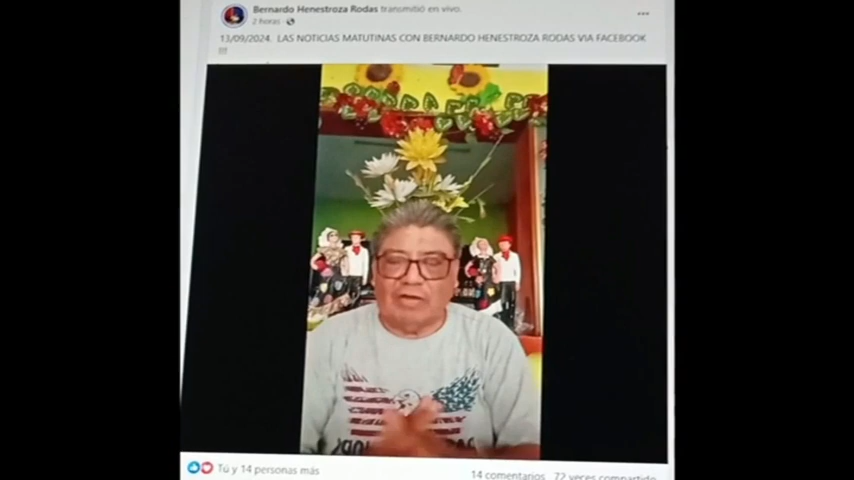 Bernardo Henestroza Rodas transmitió en vivo.
2 horas ·
13/09/2024. LAS NOTICIAS MATUTINAS CON BERNARDO HENESTROZA RODAS VIA FACEBOOK
!!!
Tú y 14 personas más
14 comentarios 72 veces compartido